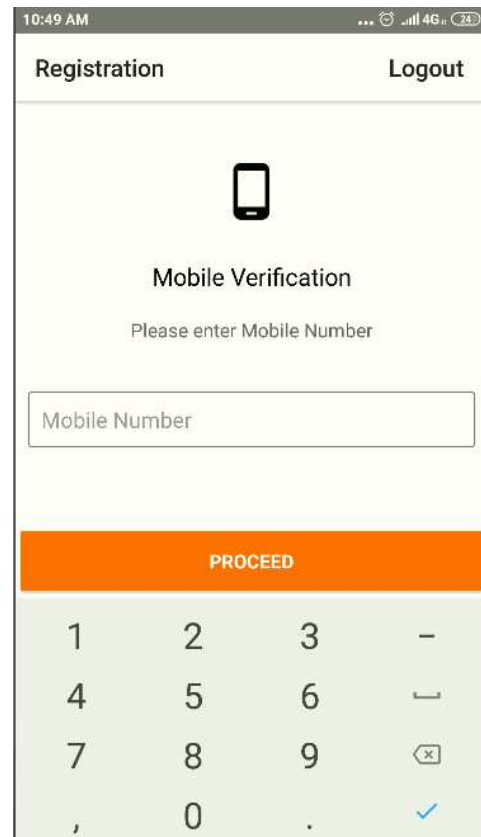 10:49 AM ... 4G 24
Registration Logout
Mobile Verification
Please enter Mobile Number
Mobile Number
PROCEED
1 2 3 –
4 5 6
7 8 9
, 0 .